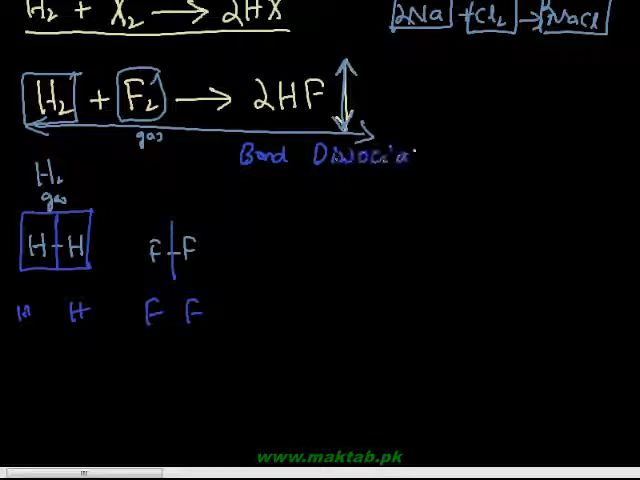 H₂ + X₂ → 2HX
2Na + Cl₂ → 2NaCl
H₂ + F₂ → 2HF
gas
Bond Dissocia
H₂
gas
H-H F-F
H H F F
www.maktab.pk